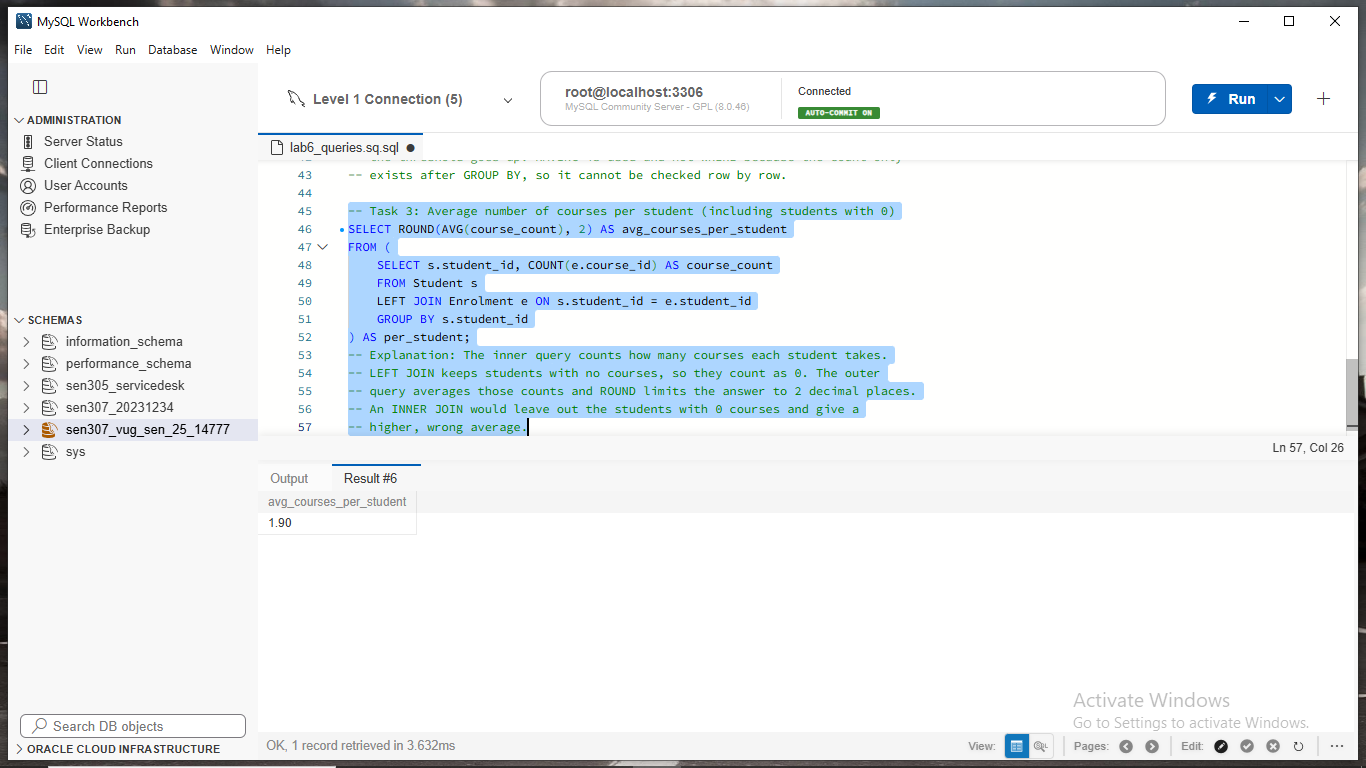 MySQL Workbench
File Edit View Run Database Window Help
Level 1 Connection (5)
root@localhost:3306
MySQL Community Server - GPL (8.0.46)
Connected
AUTO-COMMIT ON
Run
ADMINISTRATION
Server Status
Client Connections
User Accounts
Performance Reports
Enterprise Backup
SCHEMAS
information_schema
performance_schema
sen305_servicedesk
sen307_20231234
sen307_vug_sen_25_14777
sys
Search DB objects
ORACLE CLOUD INFRASTRUCTURE
lab6_queries.sq.sql
43 -- exists after GROUP BY, so it cannot be checked row by row.
44
45 -- Task 3: Average number of courses per student (including students with 0)
46 SELECT ROUND(AVG(course_count), 2) AS avg_courses_per_student
47 FROM (
48 SELECT s.student_id, COUNT(e.course_id) AS course_count
49 FROM Student s
50 LEFT JOIN Enrolment e ON s.student_id = e.student_id
51 GROUP BY s.student_id
52 ) AS per_student;
53 -- Explanation: The inner query counts how many courses each student takes.
54 -- LEFT JOIN keeps students with no courses, so they count as 0. The outer
55 -- query averages those counts and ROUND limits the answer to 2 decimal places.
56 -- An INNER JOIN would leave out the students with 0 courses and give a
57 -- higher, wrong average.
Ln 57, Col 26
Output Result #6
avg_courses_per_student
1.90
Activate Windows
Go to Settings to activate Windows.
OK, 1 record retrieved in 3.632ms
View: Pages: Edit: